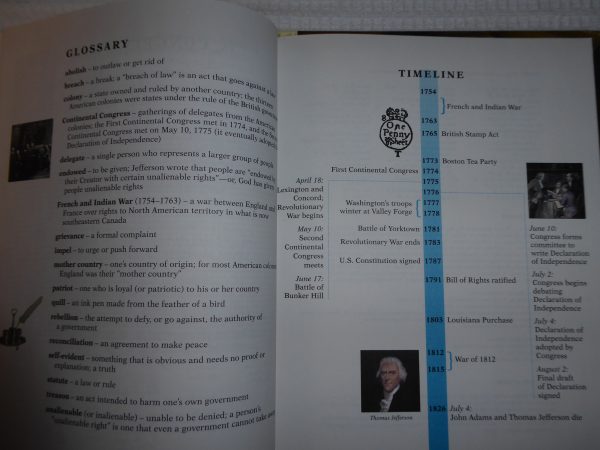 GLOSSARY
abolish – to outlaw or get rid of
breach – a break; a "breach of law" is an act that goes against a law
colony – a state owned and ruled by another country; the thirteen
American colonies were states under the rule of the British government
Continental Congress – gatherings of delegates from the American
colonies; the First Continental Congress met in 1774, and the Second
Continental Congress met on May 10, 1775 (it eventually adopted the
Declaration of Independence)
delegate – a single person who represents a larger group of people
endowed – to be given; Jefferson wrote that people are "endowed by
their Creator with certain unalienable rights"—or, God has given
people unalienable rights
French and Indian War (1754–1763) – a war between England and
France over rights to North American territory in what is now
southeastern Canada
grievance – a formal complaint
impel – to urge or push forward
mother country – one's country of origin; for most American colonists
England was their "mother country"
patriot – one who is loyal (or patriotic) to his or her country
quill – an ink pen made from the feather of a bird
rebellion – the attempt to defy, or go against, the authority of
a government
reconciliation – an agreement to make peace
self-evident – something that is obvious and needs no proof or
explanation; a truth
statute – a law or rule
treason – an act intended to harm one's own government
unalienable (or inalienable) – unable to be denied; a person's
"unalienable right" is one that even a government cannot take away
TIMELINE
1754
French and Indian War
1763
One
Penny
1765 British Stamp Act
1773 Boston Tea Party
First Continental Congress 1774
April 18:
Lexington and
Concord;
Revolutionary
War begins
May 10:
Second
Continental
Congress
meets
June 17:
Battle of
Bunker Hill
1775
1776
Washington's troops
winter at Valley Forge
1777
1778
Battle of Yorktown 1781
Revolutionary War ends 1783
U.S. Constitution signed 1787
1791 Bill of Rights ratified
1803 Louisiana Purchase
1812
War of 1812
1815
1826 July 4:
John Adams and Thomas Jefferson die
June 10:
Congress forms
committee to
write Declaration
of Independence
July 2:
Congress begins
debating
Declaration of
Independence
July 4:
Declaration of
Independence
adopted by
Congress
August 2:
Final draft
of Declaration
signed
Thomas Jefferson